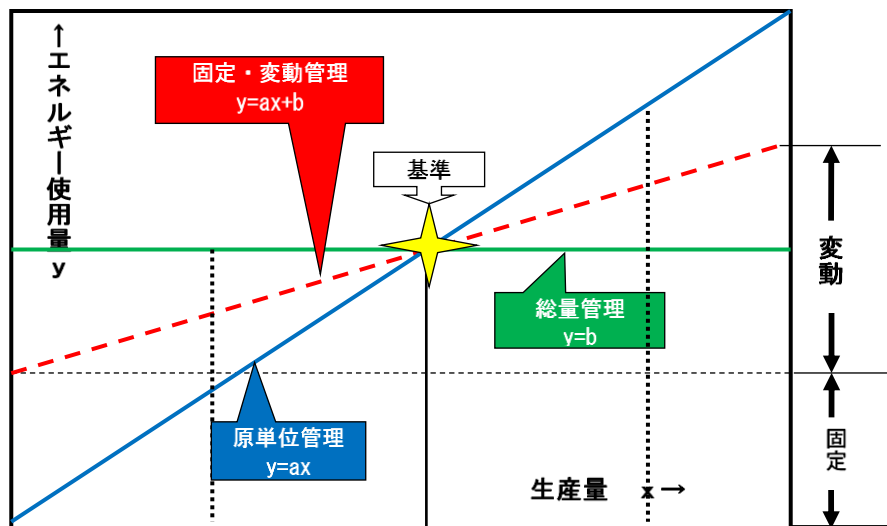 ↑エネルギー使用量 y
固定・変動管理
y=ax+b
基準
変動
総量管理
y=b
原単位管理
y=ax
固定
生産量 x→